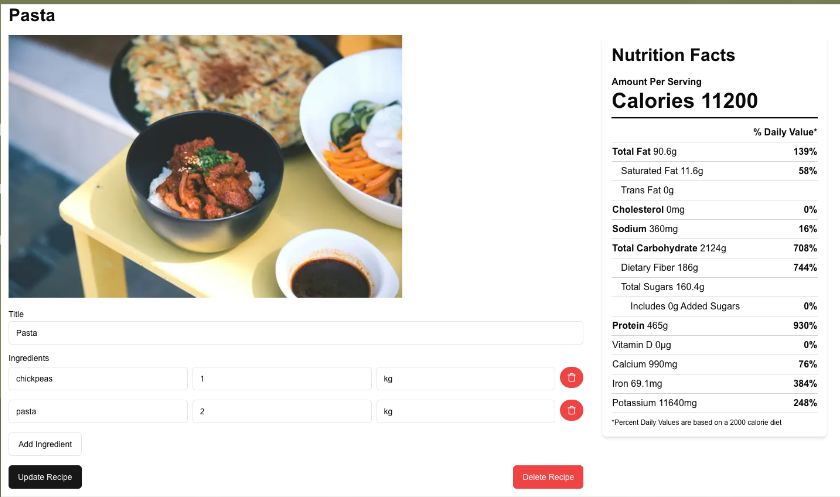 Pasta
Title
Pasta
Ingredients
chickpeas 1 kg
pasta 2 kg
Add Ingredient
Update Recipe Delete Recipe
Nutrition Facts
Amount Per Serving
Calories 11200
% Daily Value*
Total Fat 90.6g 139%
Saturated Fat 11.6g 58%
Trans Fat 0g
Cholesterol 0mg 0%
Sodium 360mg 16%
Total Carbohydrate 2124g 708%
Dietary Fiber 186g 744%
Total Sugars 160.4g
Includes 0g Added Sugars 0%
Protein 465g 930%
Vitamin D 0µg 0%
Calcium 990mg 76%
Iron 69.1mg 384%
Potassium 11640mg 248%
*Percent Daily Values are based on a 2000 calorie diet